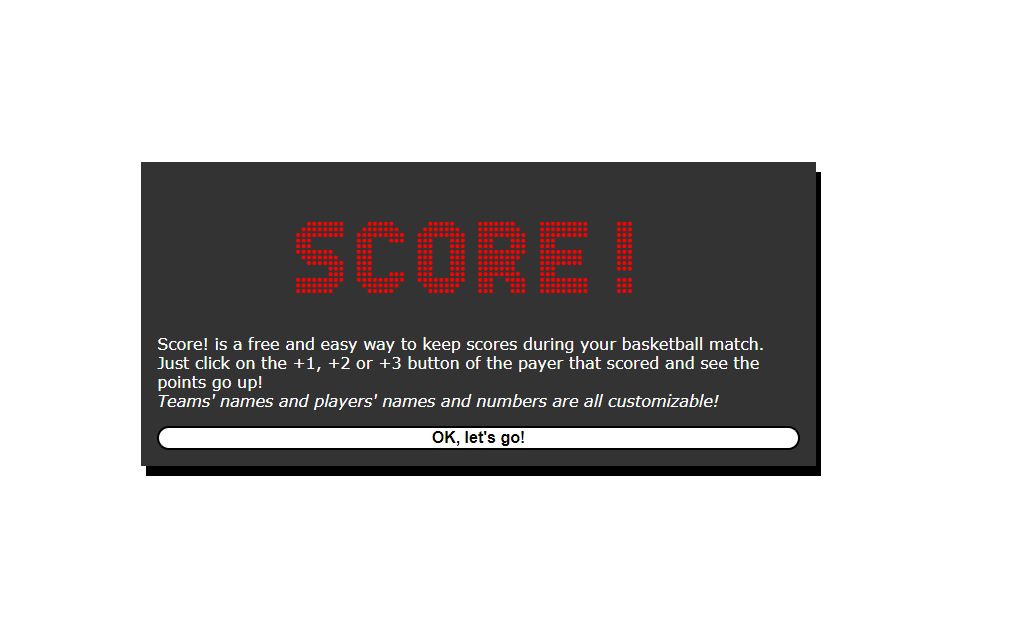 SCORE!
Score! is a free and easy way to keep scores during your basketball match.
Just click on the +1, +2 or +3 button of the payer that scored and see the
points go up!
Teams' names and players' names and numbers are all customizable!
OK, let's go!